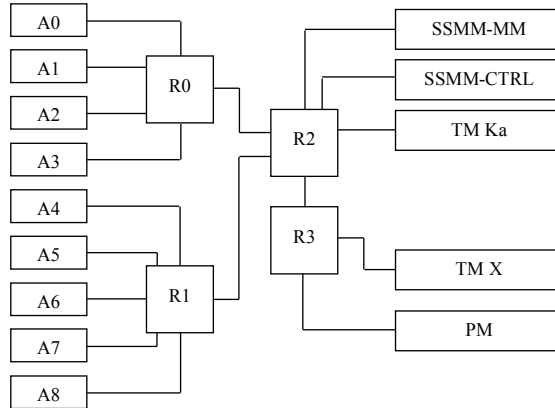 A0
A1
A2
A3
A4
A5
A6
A7
A8
R0
R1
R2
R3
SSMM-MM
SSMM-CTRL
TM Ka
TM X
PM